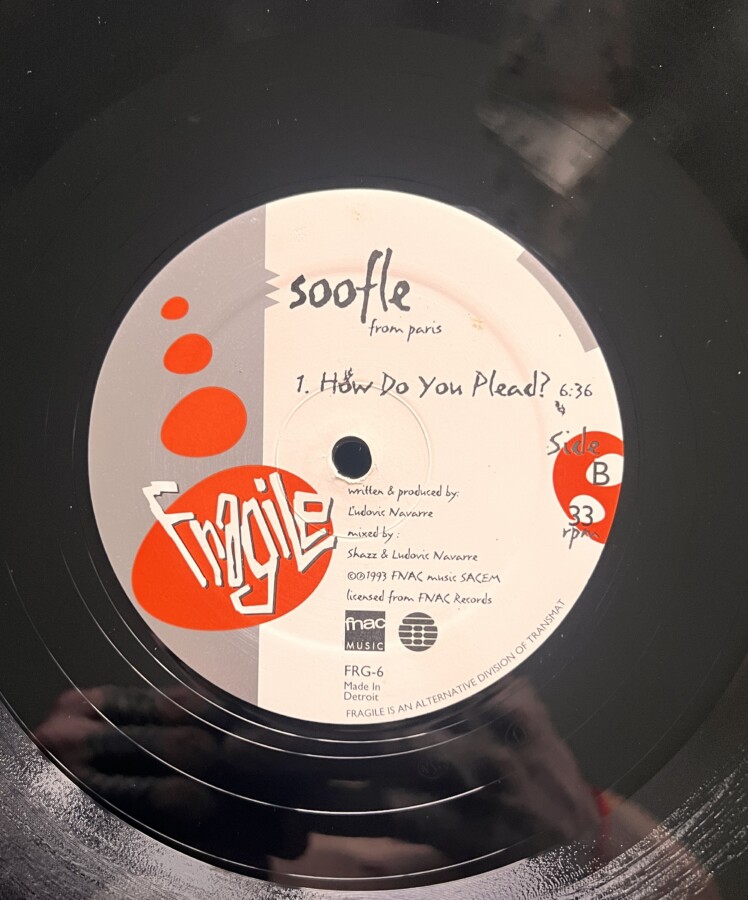 soofle
from paris
1. How Do You Plead? 6:36
Side
B
33
rpm
Fragile
written & produced by:
Ludovic Navarre
mixed by:
Shazz & Ludovic Navarre
©℗1993 FNAC music SACEM
licensed from FNAC Records
fnac
MUSIC
FRG-6
Made In
Detroit
FRAGILE IS AN ALTERNATIVE DIVISION OF TRANSMAT